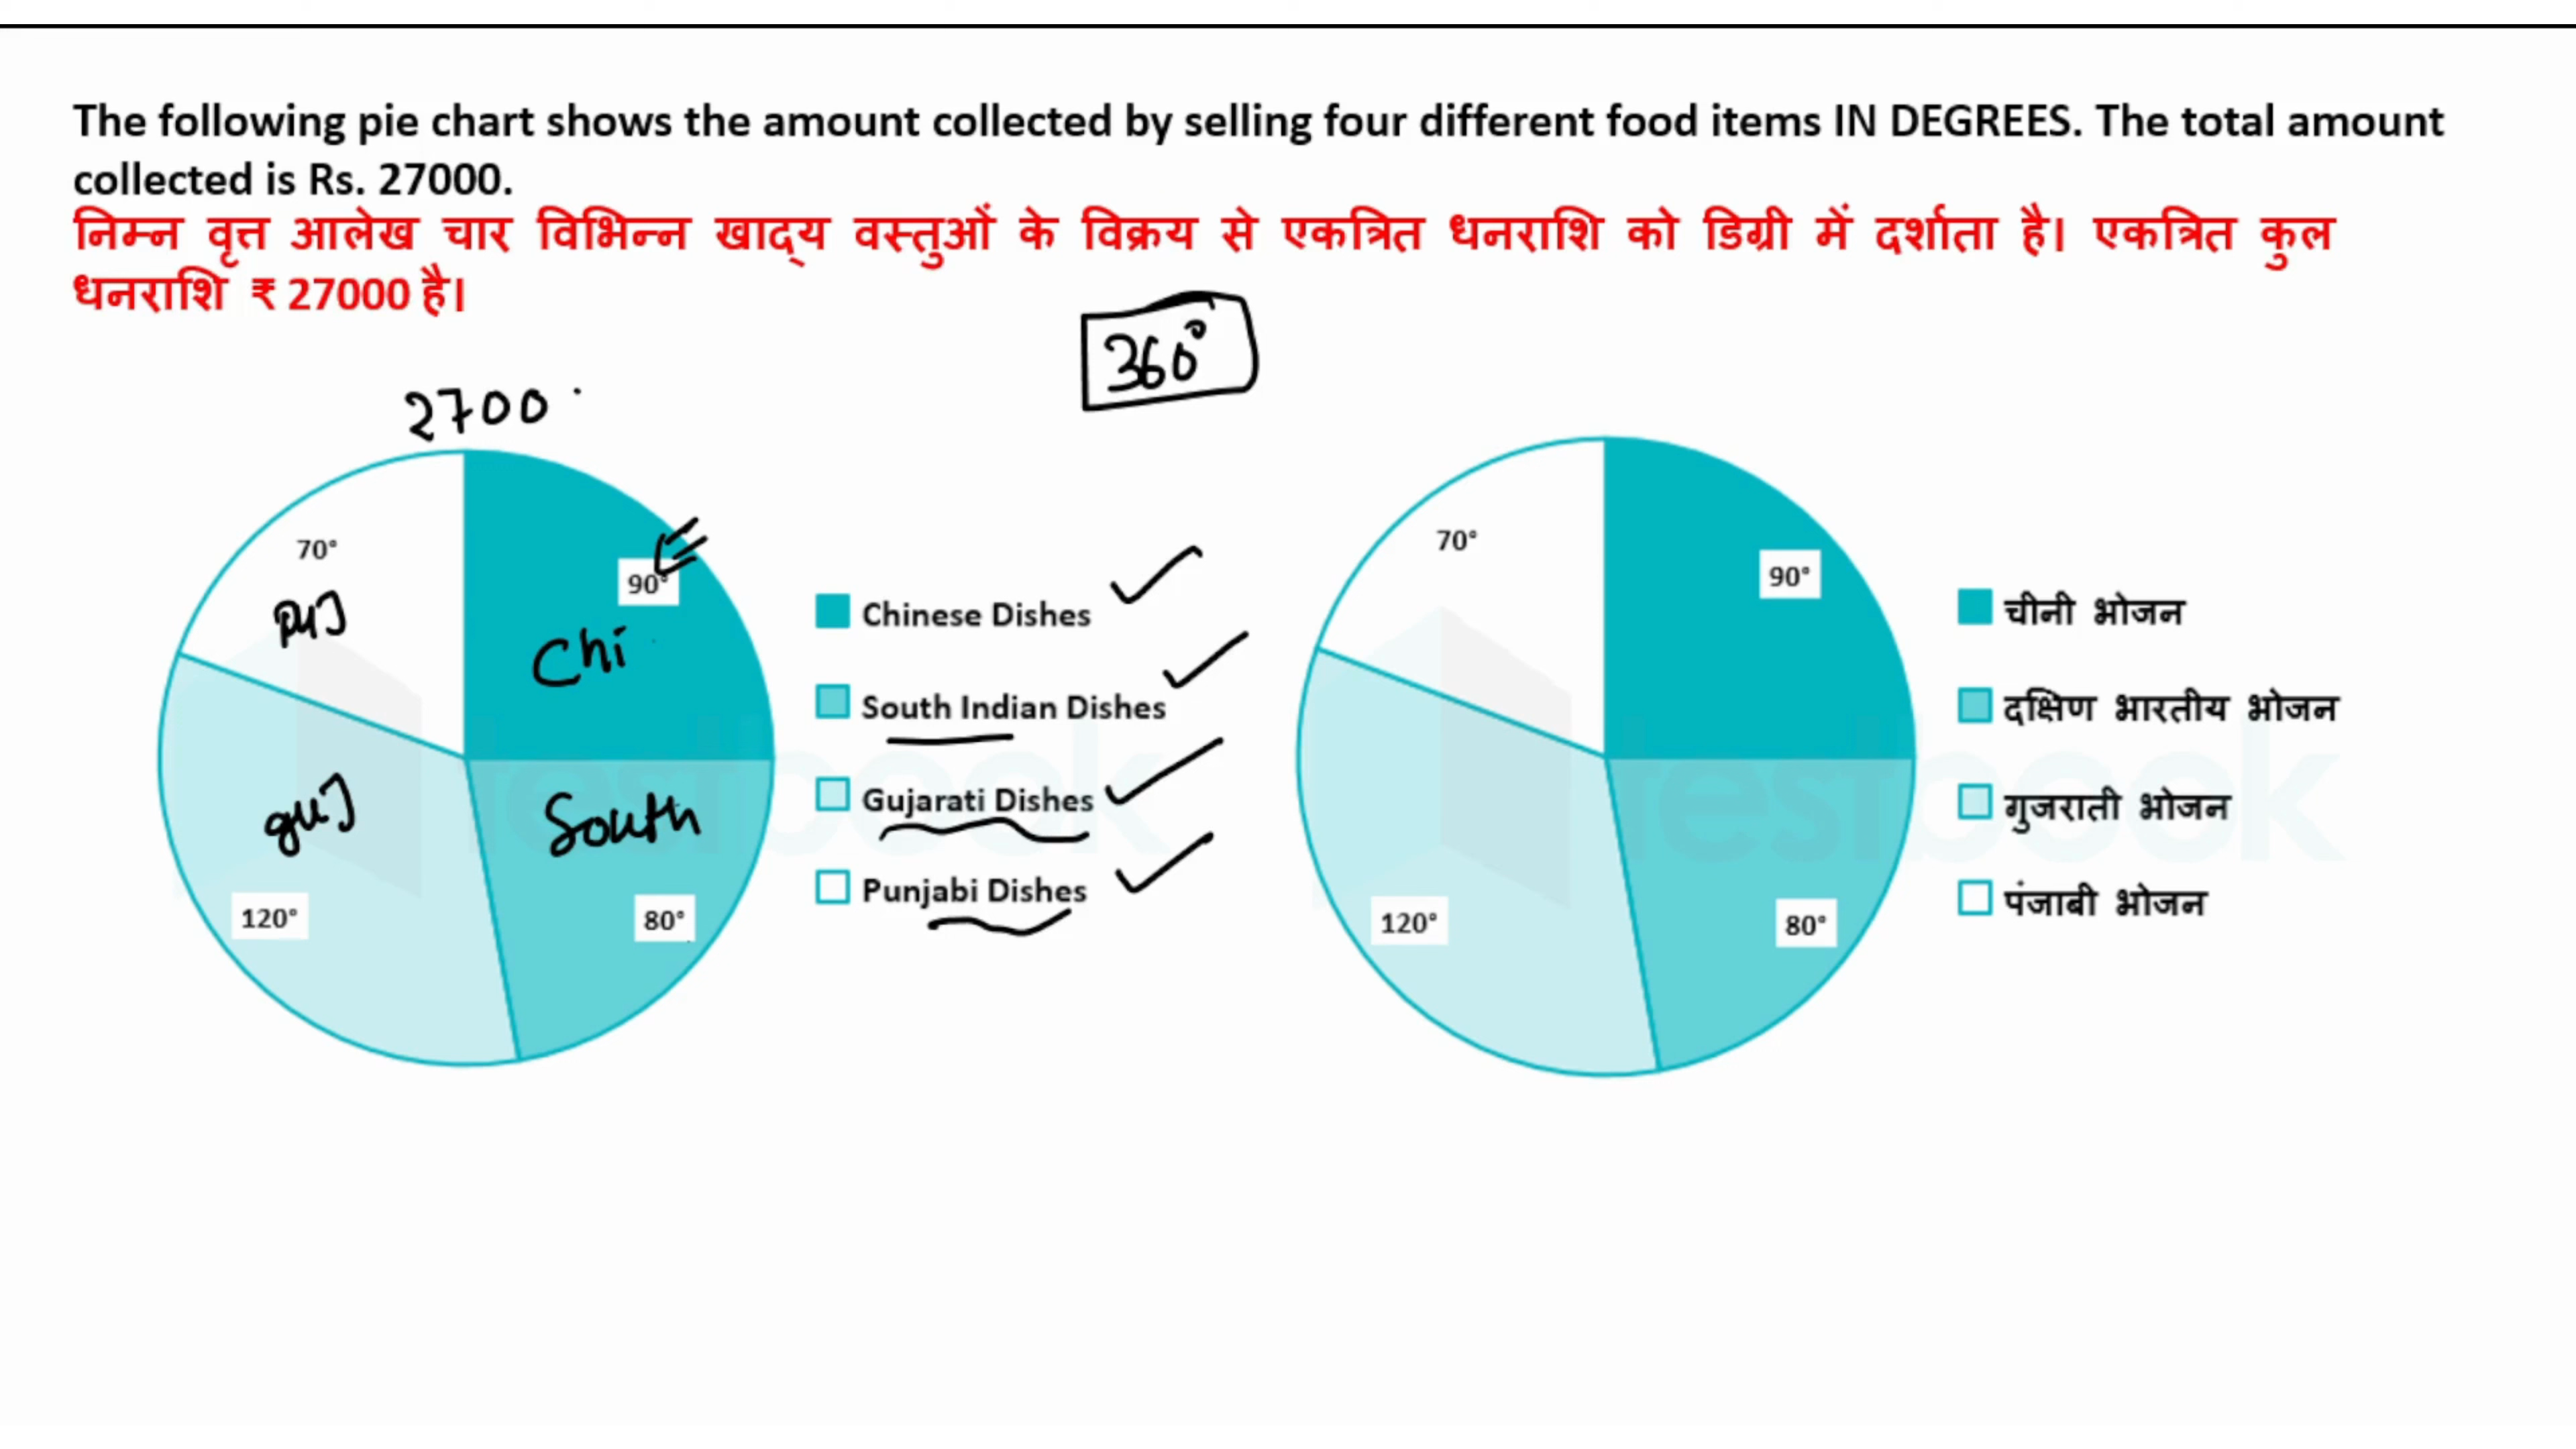 The following pie chart shows the amount collected by selling four different food items IN DEGREES. The total amount
collected is Rs. 27000.
निम्न वृत्त आलेख चार विभिन्न खाद्य वस्तुओं के विक्रय से एकत्रित धनराशि को डिग्री में दर्शाता है। एकत्रित कुल
धनराशि ₹ 27000 है।
360°
2700
70°
90°
Chi
guj
South
120°
80°
Chinese Dishes
South Indian Dishes
Gujarati Dishes
Punjabi Dishes
70°
90°
120°
80°
चीनी भोजन
दक्षिण भारतीय भोजन
गुजराती भोजन
पंजाबी भोजन
testbook
testbook